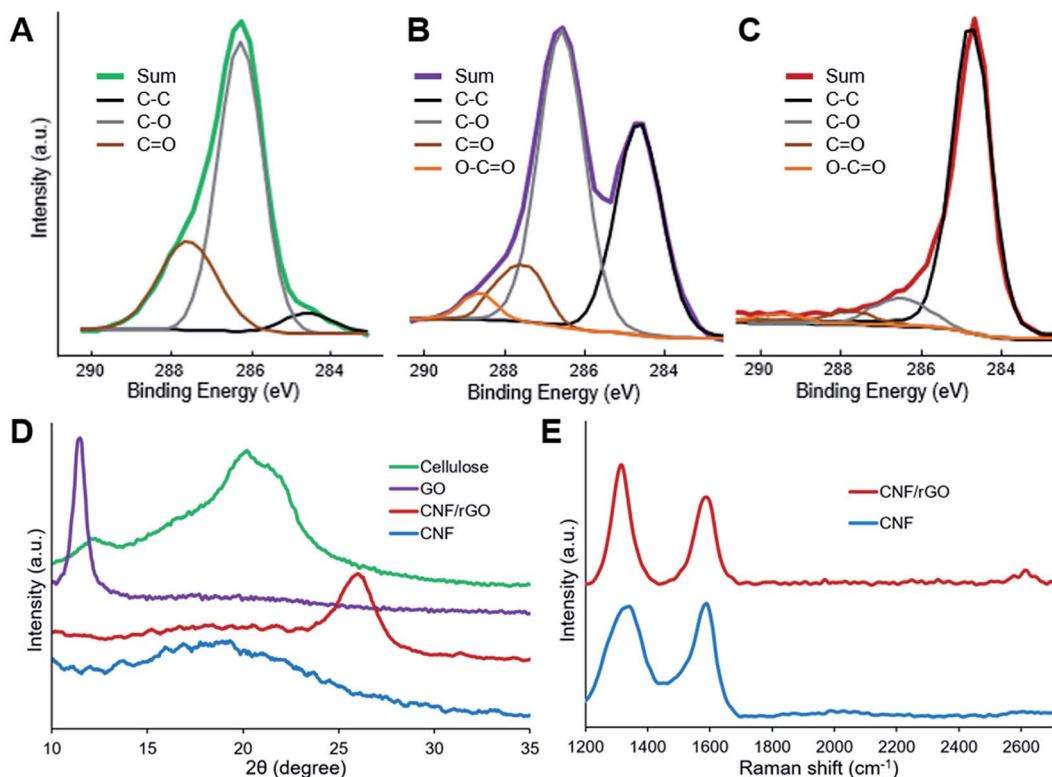 A
Sum
C-C
C-O
C=O
Intensity (a.u.)
290 288 286 284
Binding Energy (eV)
B
Sum
C-C
C-O
C=O
O-C=O
290 288 286 284
Binding Energy (eV)
C
Sum
C-C
C-O
C=O
O-C=O
290 288 286 284
Binding Energy (eV)
D
Cellulose
GO
CNF/rGO
CNF
Intensity (a.u.)
10 15 20 25 30 35
2θ (degree)
E
CNF/rGO
CNF
Intensity (a.u.)
1200 1400 1600 1800 2000 2200 2400 2600
Raman shift (cm⁻¹)